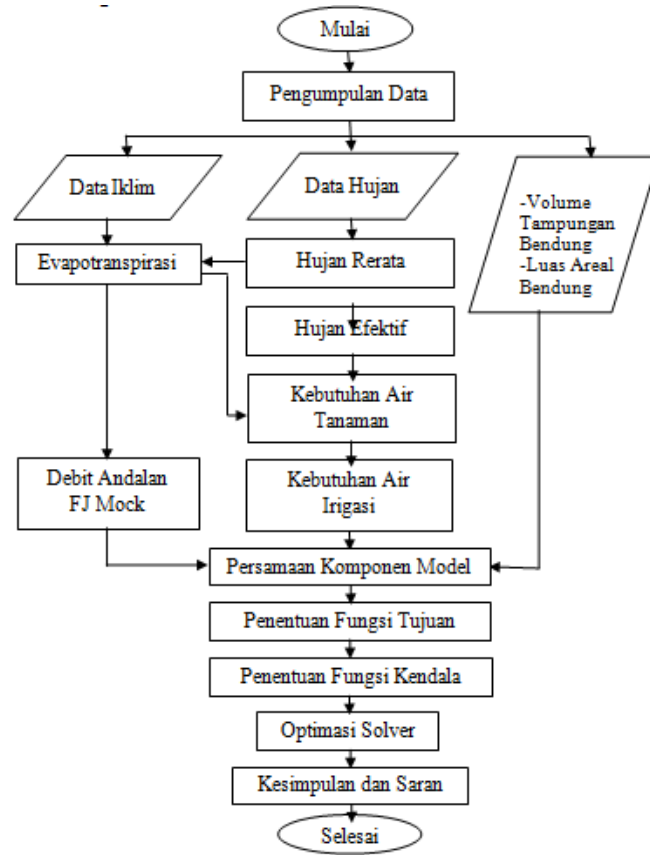 Mulai
Pengumpulan Data
Data Iklim
Data Hujan
-Volume
Tampungan
Bendung
-Luas Areal
Bendung
Evapotranspirasi
Hujan Rerata
Hujan Efektif
Kebutuhan Air
Tanaman
Debit Andalan
FJ Mock
Kebutuhan Air
Irigasi
Persamaan Komponen Model
Penentuan Fungsi Tujuan
Penentuan Fungsi Kendala
Optimasi Solver
Kesimpulan dan Saran
Selesai